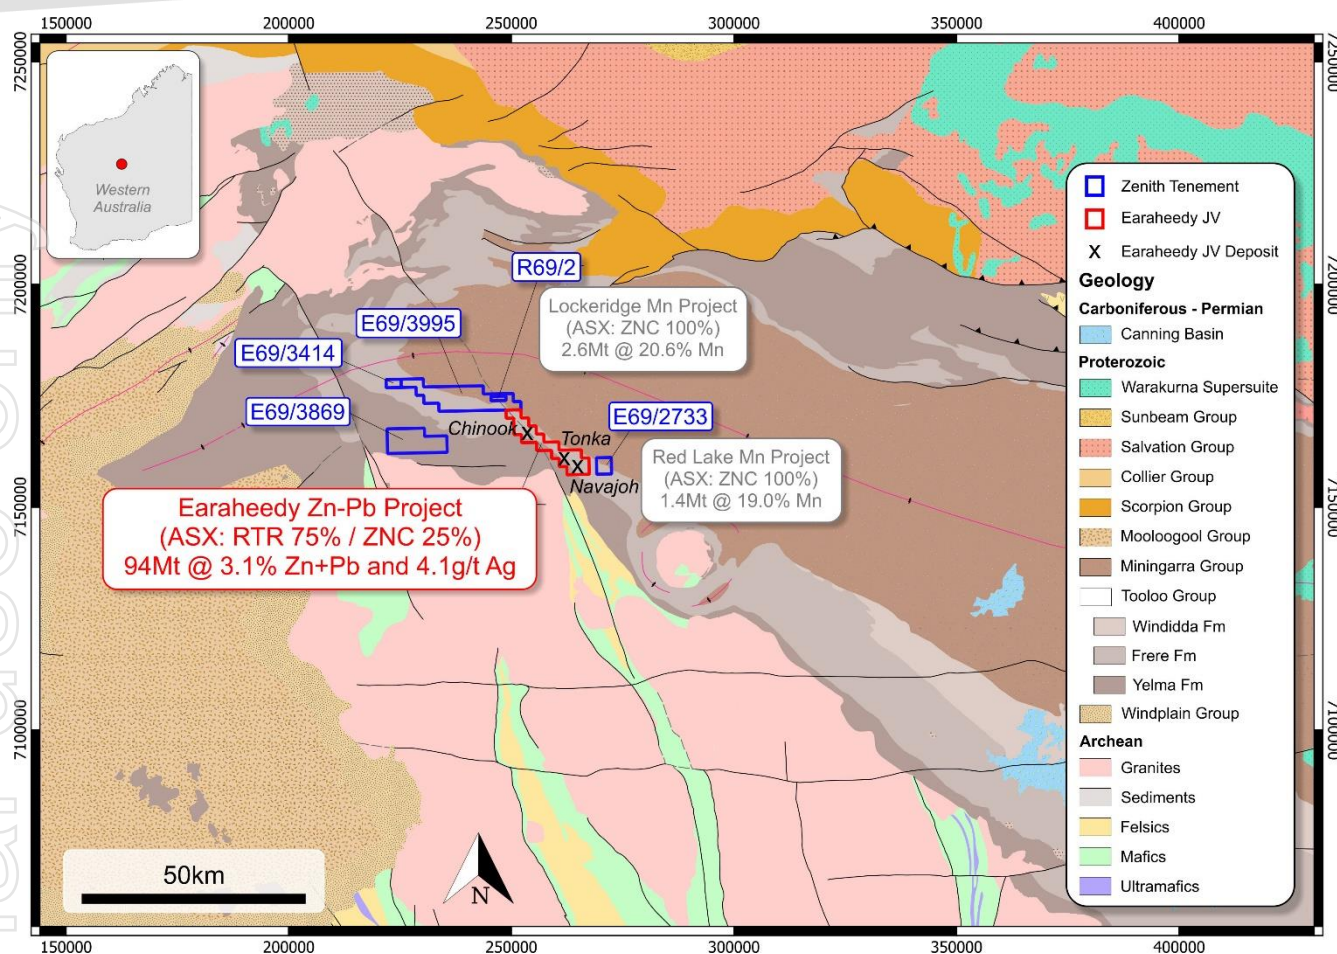 150000
200000
250000
300000
350000
400000
7250000
7250000
Western
Australia
Zenith Tenement
Earaheedy JV
X Earaheedy JV Deposit
Geology
Carboniferous - Permian
Canning Basin
Proterozoic
Warakurna Supersuite
Sunbeam Group
Salvation Group
Collier Group
Scorpion Group
Mooloogool Group
Miningarra Group
Tooloo Group
Windidda Fm
Frere Fm
Yelma Fm
Windplain Group
Archean
Granites
Sediments
Felsics
Mafics
Ultramafics
7200000
7200000
R69/2
Lockeridge Mn Project
(ASX: ZNC 100%)
2.6Mt @ 20.6% Mn
E69/3995
E69/3414
E69/3869
E69/2733
Chinook
X
Tonka
X
X
Navajoh
Red Lake Mn Project
(ASX: ZNC 100%)
1.4Mt @ 19.0% Mn
7150000
7150000
Earaheedy Zn-Pb Project
(ASX: RTR 75% / ZNC 25%)
94Mt @ 3.1% Zn+Pb and 4.1g/t Ag
7100000
7100000
50km
N
150000
200000
250000
300000
350000
400000